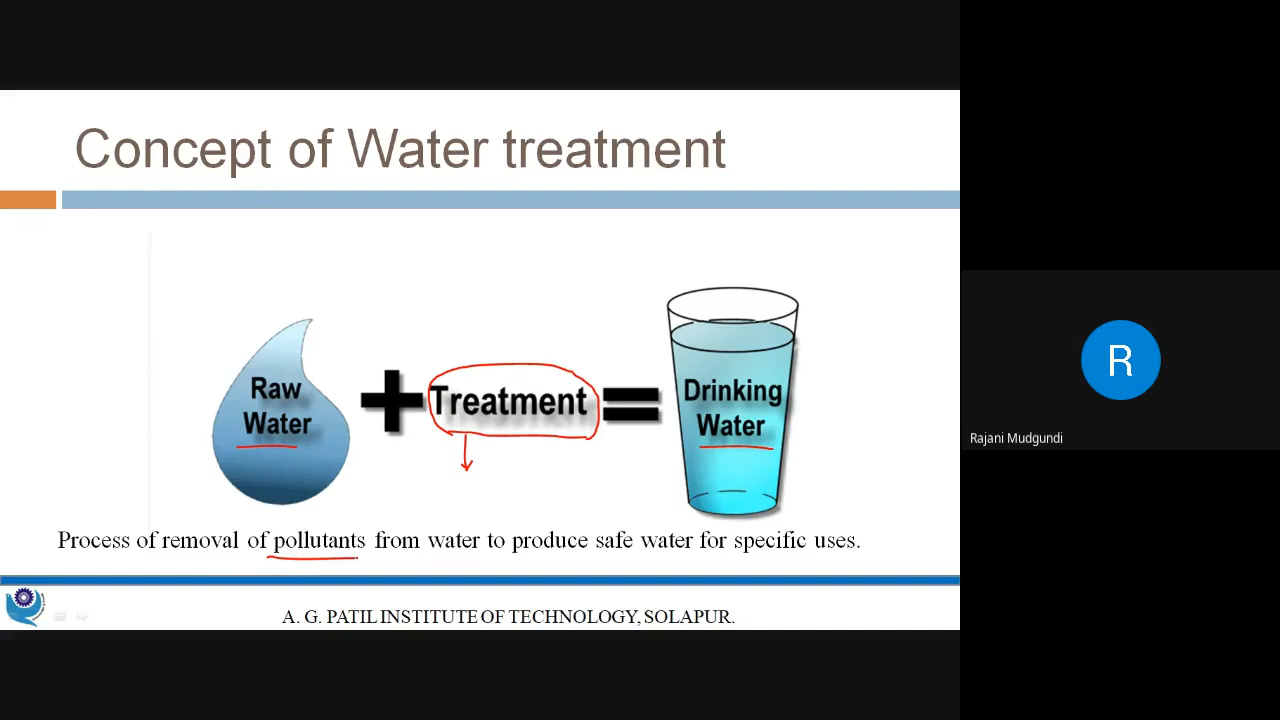 Concept of Water treatment
Raw
Water
Treatment
Drinking
Water
Process of removal of pollutants from water to produce safe water for specific uses.
A. G. PATIL INSTITUTE OF TECHNOLOGY, SOLAPUR.
R
Rajani Mudgundi